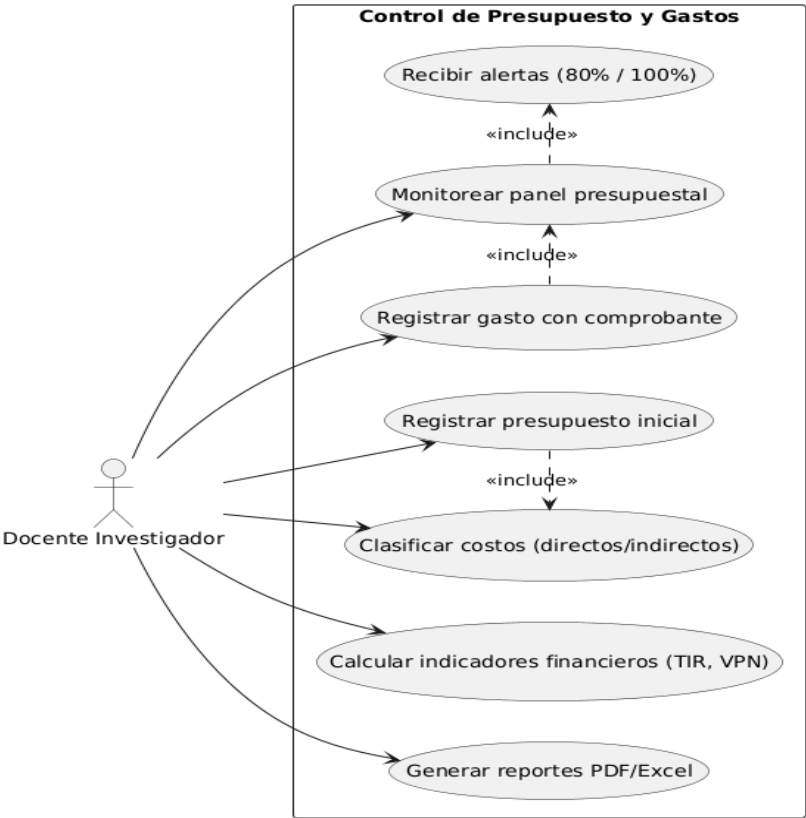 Control de Presupuesto y Gastos
Recibir alertas (80% / 100%)
«include»
Monitorear panel presupuestal
«include»
Registrar gasto con comprobante
Registrar presupuesto inicial
«include»
Docente Investigador
Clasificar costos (directos/indirectos)
Calcular indicadores financieros (TIR, VPN)
Generar reportes PDF/Excel